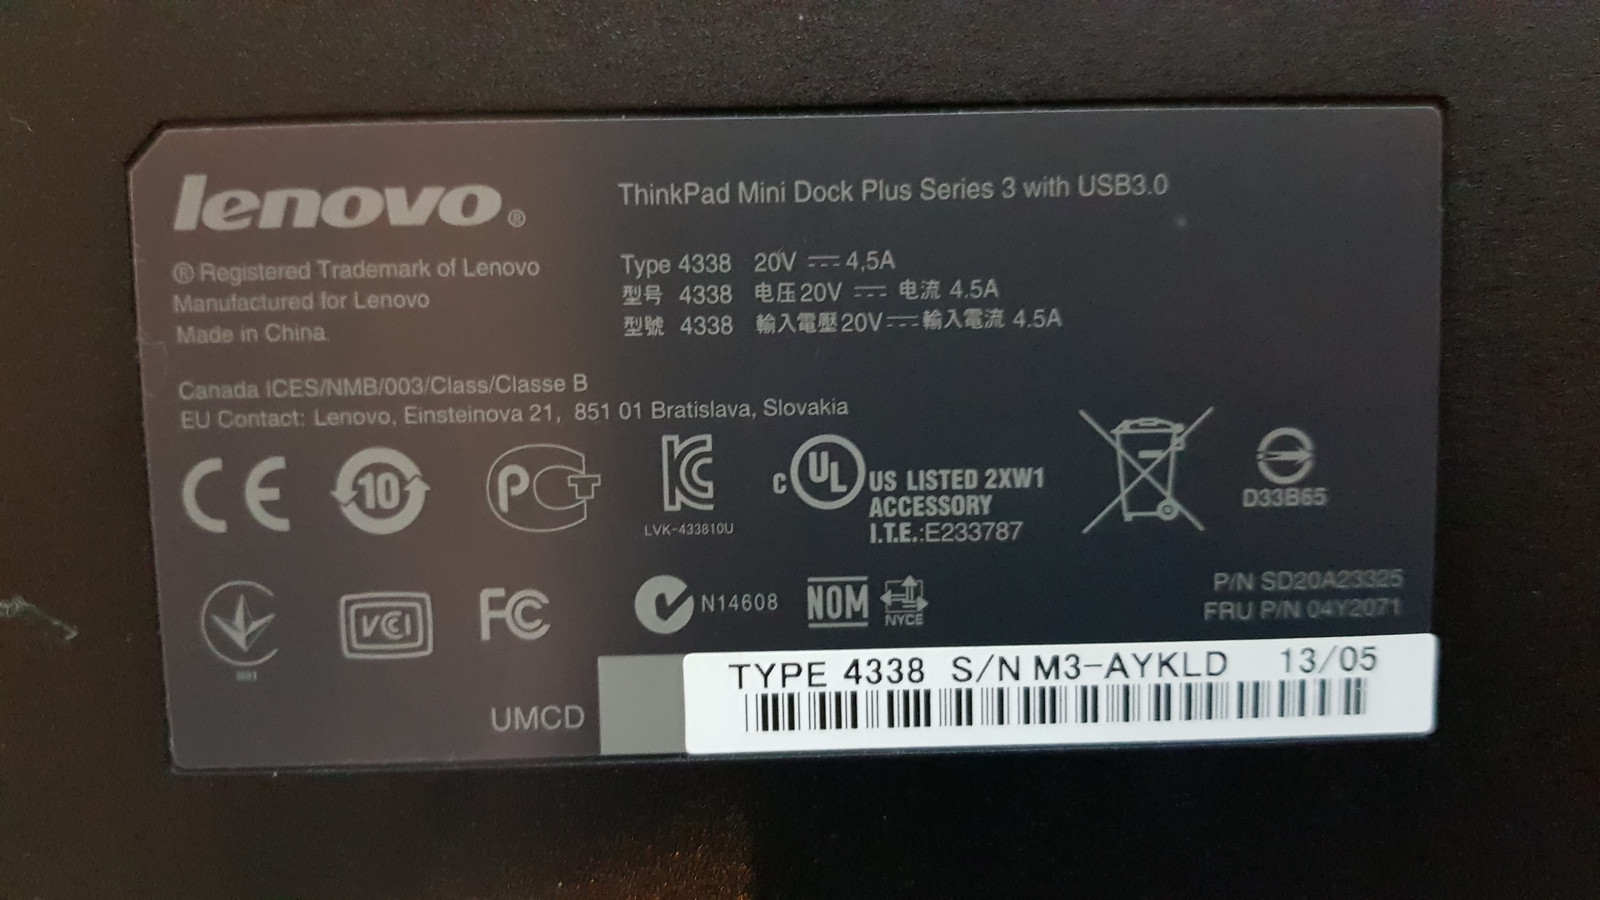 lenovo®
ThinkPad Mini Dock Plus Series 3 with USB3.0
® Registered Trademark of Lenovo
Manufactured for Lenovo
Made in China
Type 4338 20V ⎓ 4,5A
型号 4338 电压20V ⎓ 电流 4.5A
型號 4338 輸入電壓20V⎓輸入電流 4.5A
Canada ICES/NMB/003/Class/Classe B
EU Contact: Lenovo, Einsteinova 21, 851 01 Bratislava, Slovakia
CE
10
PCT
KC
LVK-433810U
c UL US LISTED 2XW1
ACCESSORY
I.T.E.:E233787
D33B65
P/N SD20A23325
FRU P/N 04Y2071
VCCI
FC
N14608
NOM
NYCE
UMCD
TYPE 4338 S/N M3-AYKLD 13/05